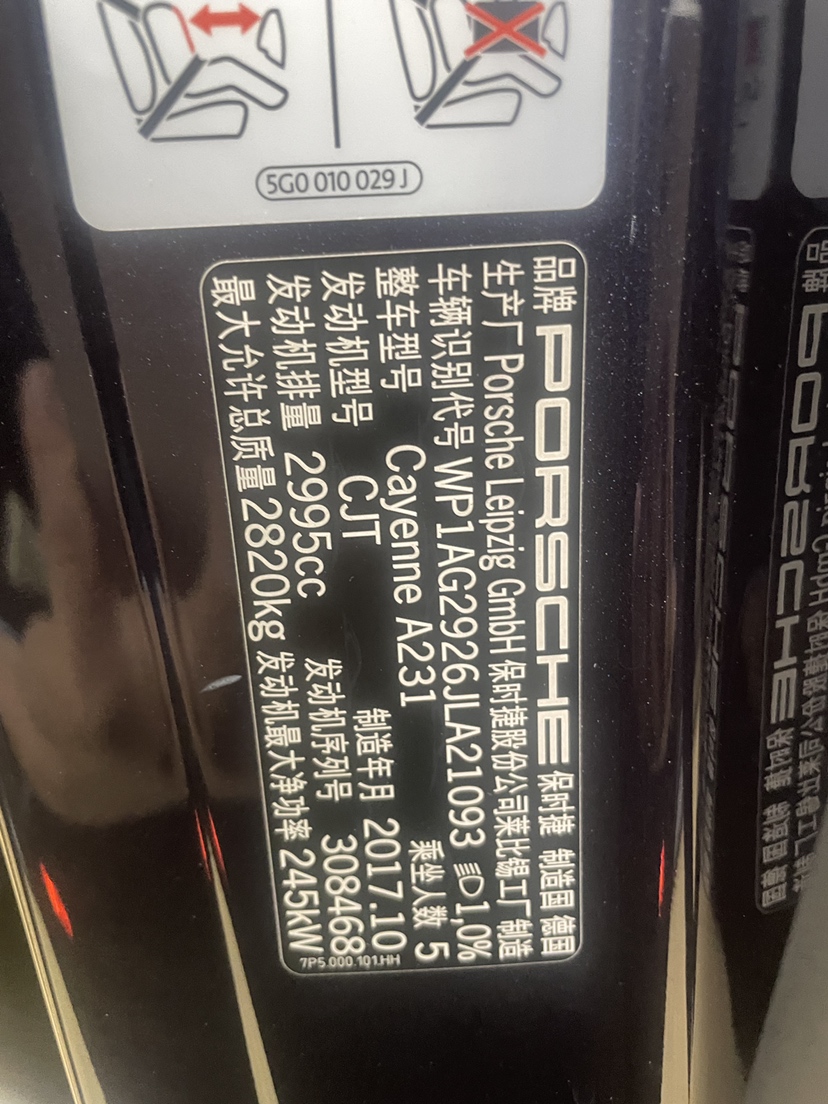 5G0 010 029 J
品牌 PORSCHE 保时捷 制造国 德国
生产厂 Porsche Leipzig GmbH 保时捷股份公司莱比锡工厂 制造
车辆识别代号 WP1AG2926JLA21093 1,0%
整车型号 Cayenne A231 乘坐人数 5
发动机型号 CJT 制造年月 2017.10
发动机排量 2995cc 发动机序列号 308468
最大允许总质量 2820kg 发动机最大净功率 245kW
7P5.000.101.HH